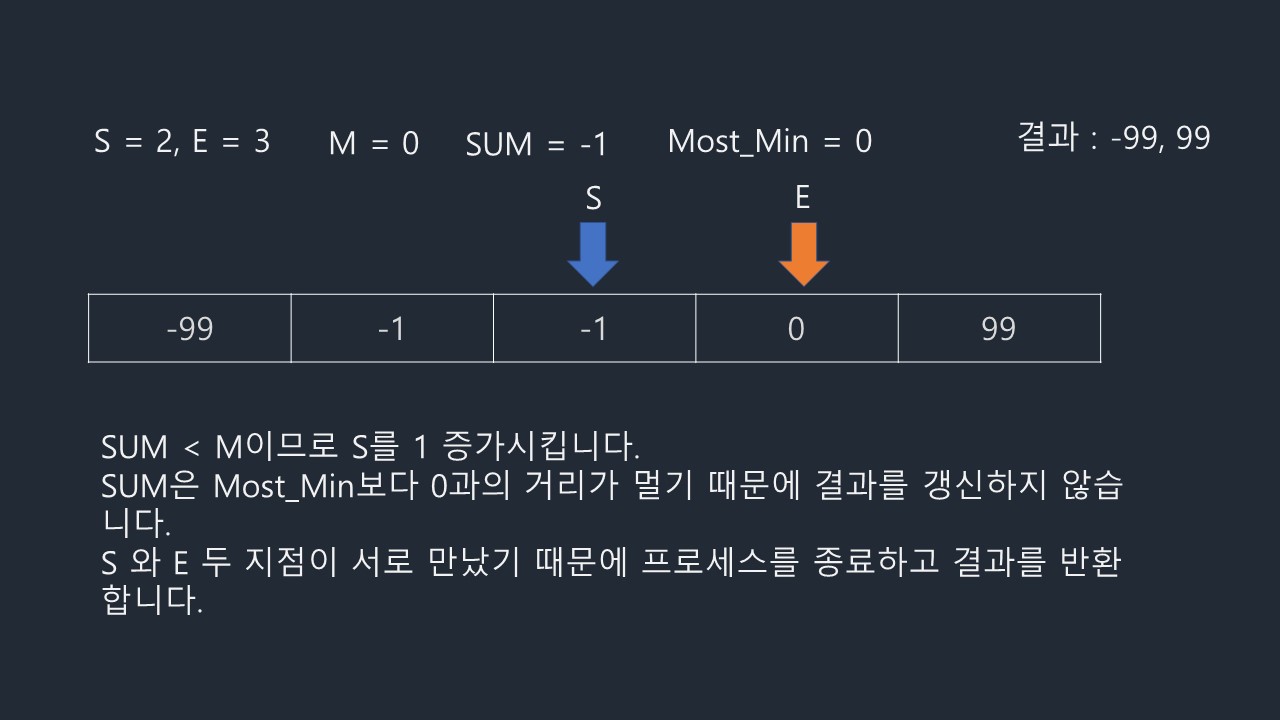 S = 2, E = 3 M = 0 SUM = -1 Most_Min = 0 결과 : -99, 99
S E
-99 -1 -1 0 99
SUM < M이므로 S를 1 증가시킵니다.
SUM은 Most_Min보다 0과의 거리가 멀기 때문에 결과를 갱신하지 않습
니다.
S 와 E 두 지점이 서로 만났기 때문에 프로세스를 종료하고 결과를 반환
합니다.